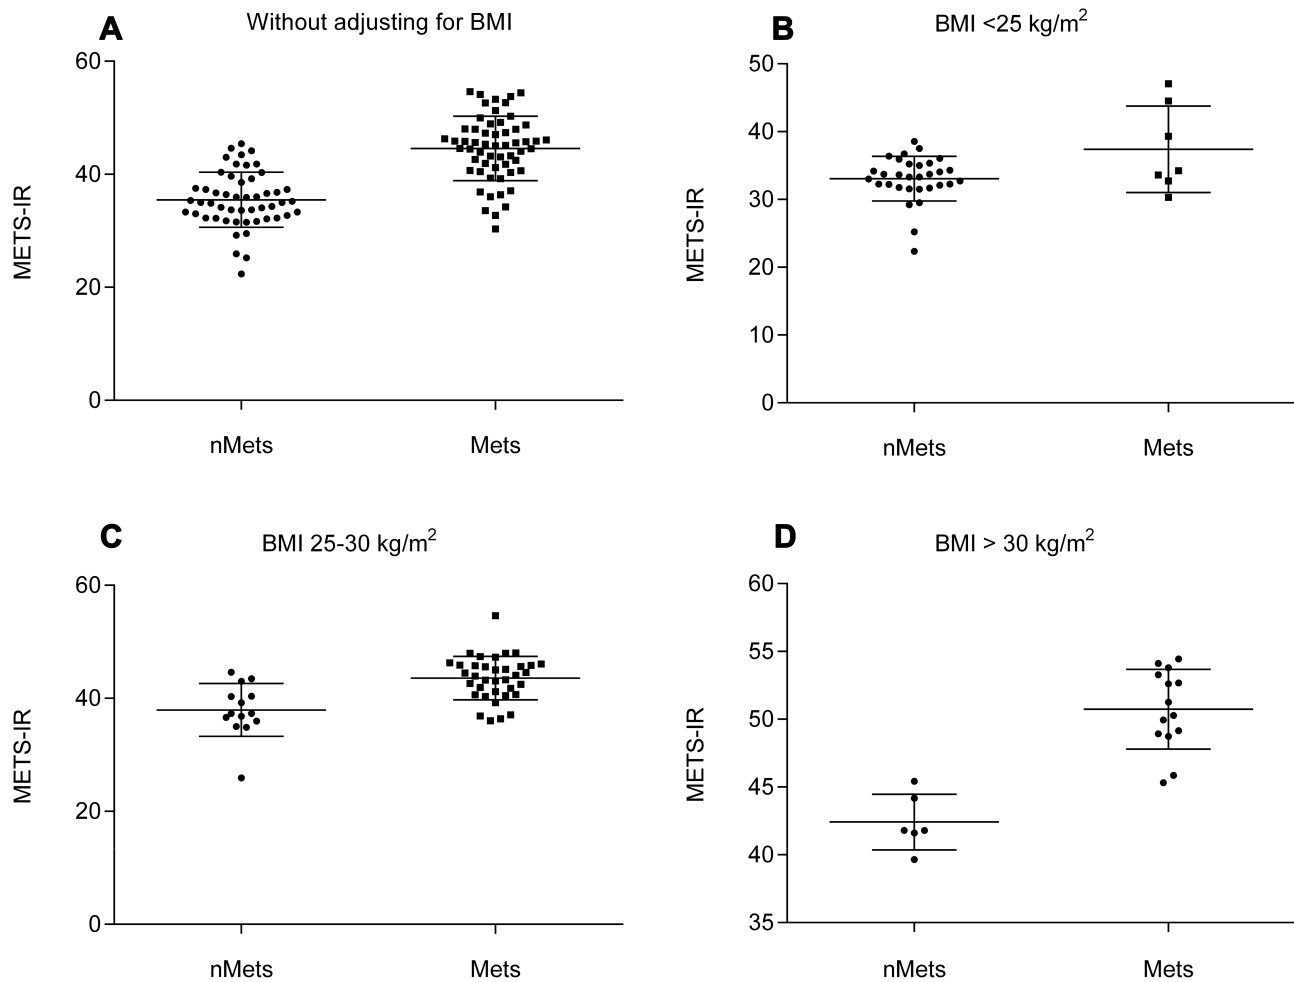 A
Without adjusting for BMI
60
40
20
0
METS-IR
nMets
Mets
B
BMI <25 kg/m²
50
40
30
20
10
0
METS-IR
nMets
Mets
C
BMI 25-30 kg/m²
60
40
20
0
METS-IR
nMets
Mets
D
BMI > 30 kg/m²
60
55
50
45
40
35
METS-IR
nMets
Mets